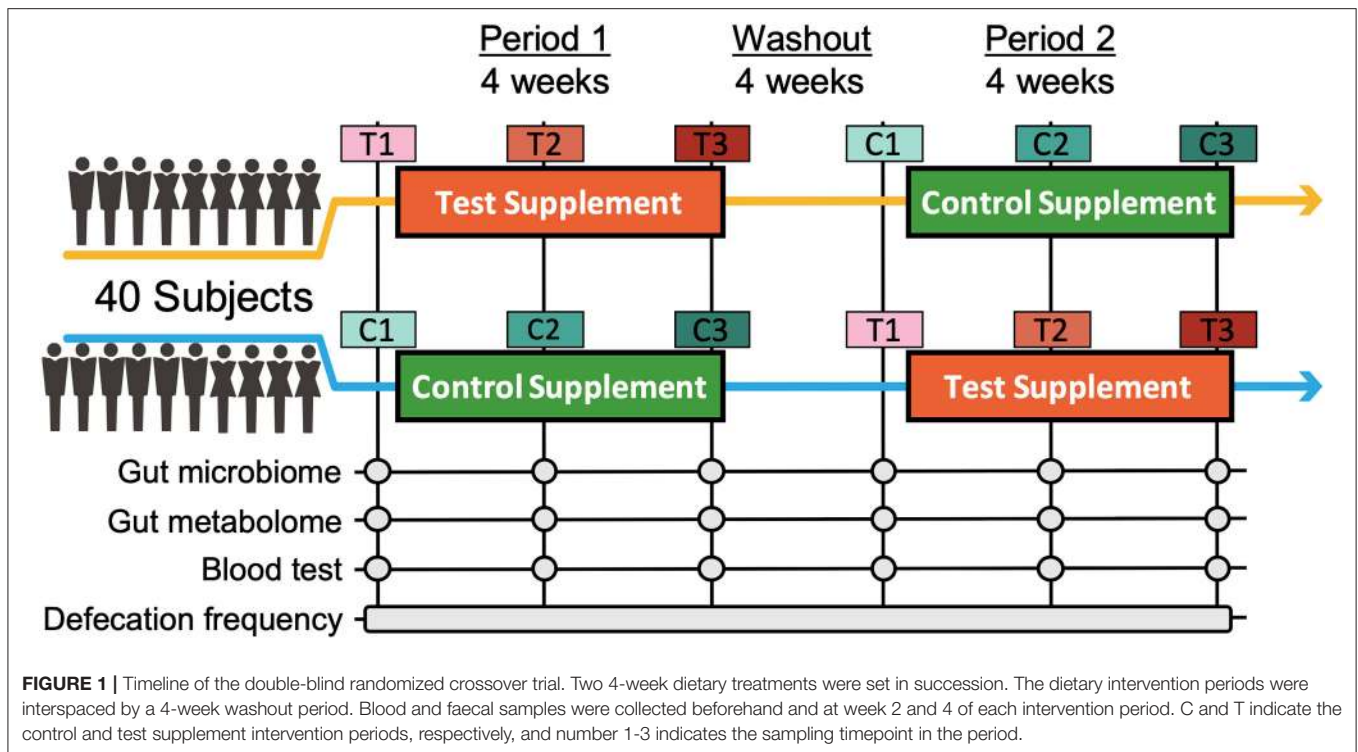 Period 1 Washout Period 2
4 weeks 4 weeks 4 weeks
T1 T2 T3 C1 C2 C3
Test Supplement Control Supplement
40 Subjects
C1 C2 C3 T1 T2 T3
Control Supplement Test Supplement
Gut microbiome
Gut metabolome
Blood test
Defecation frequency
FIGURE 1 | Timeline of the double-blind randomized crossover trial. Two 4-week dietary treatments were set in succession. The dietary intervention periods were
interspaced by a 4-week washout period. Blood and faecal samples were collected beforehand and at week 2 and 4 of each intervention period. C and T indicate the
control and test supplement intervention periods, respectively, and number 1-3 indicates the sampling timepoint in the period.